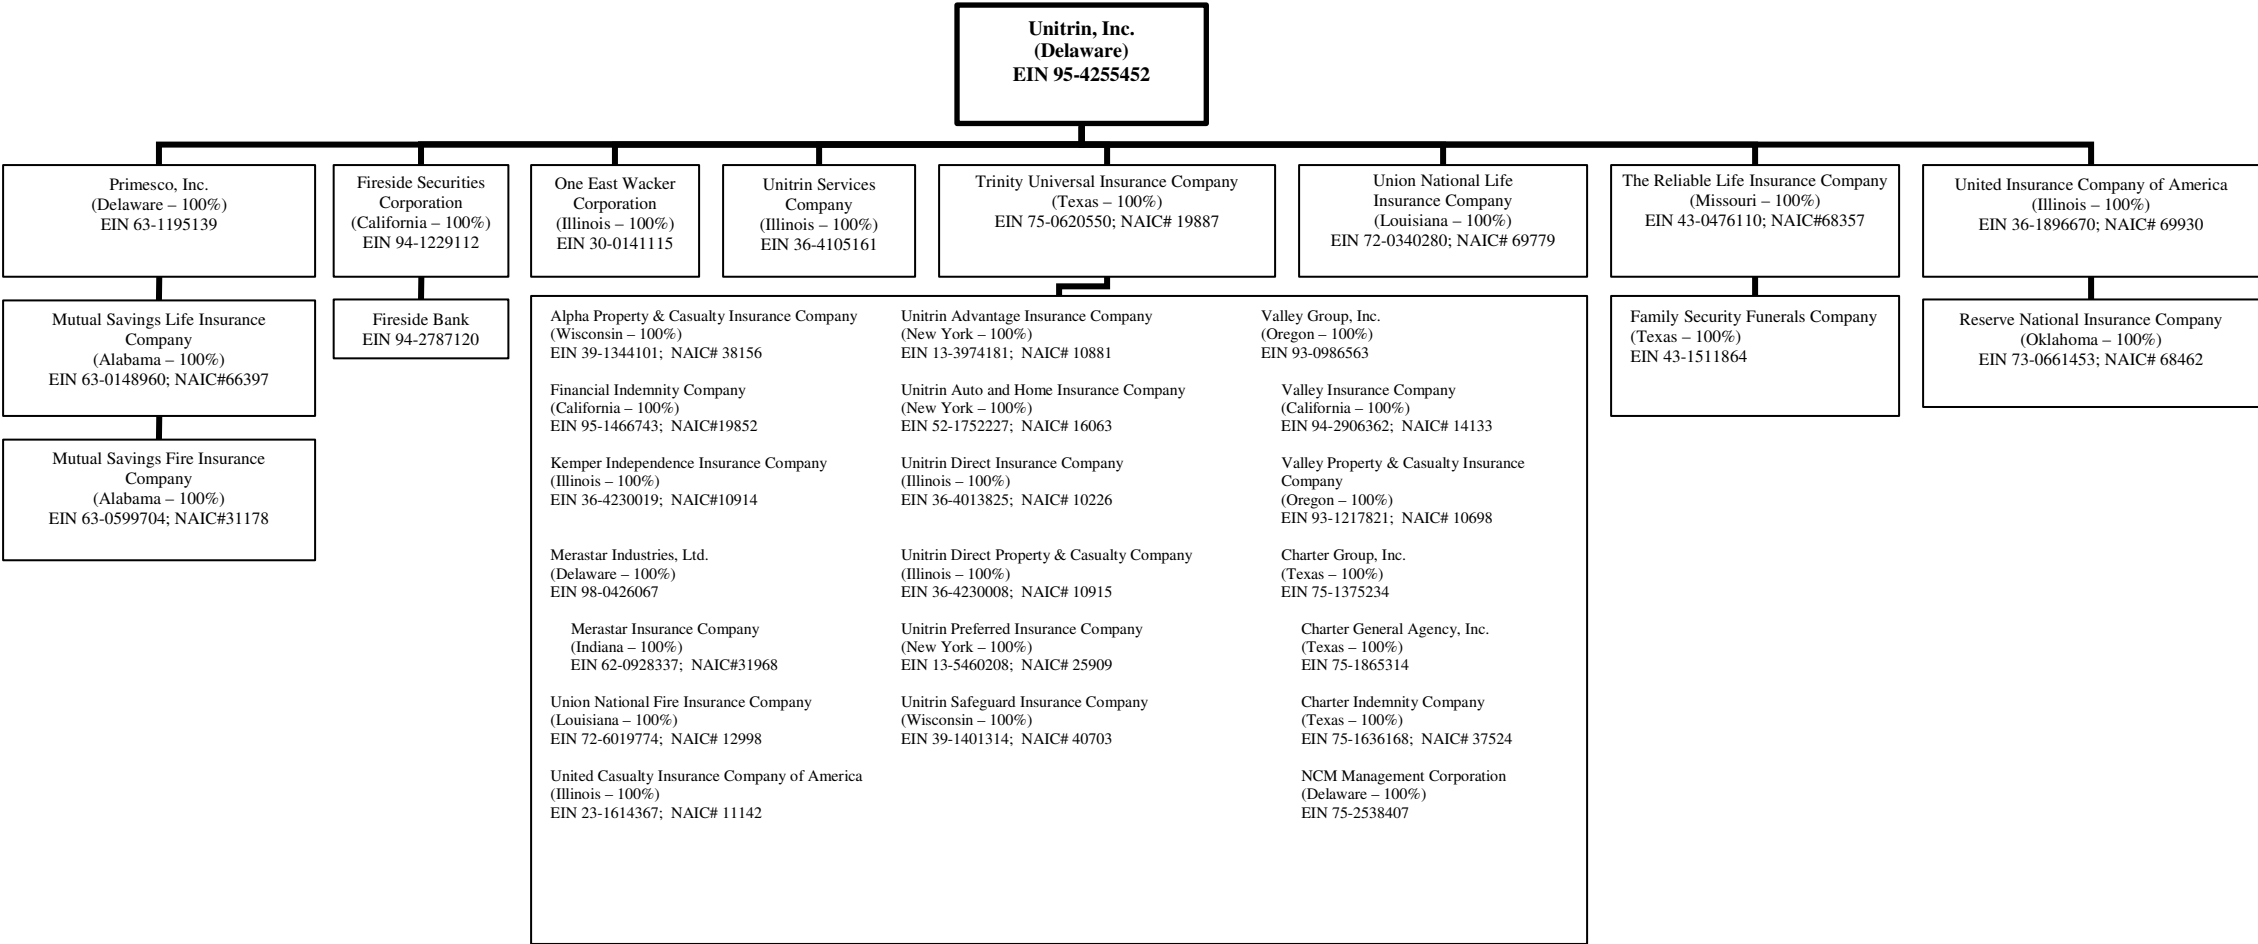 Unitrin, Inc.
(Delaware)
EIN 95-4255452
Primesco, Inc.
(Delaware – 100%)
EIN 63-1195139
Fireside Securities
Corporation
(California – 100%)
EIN 94-1229112
One East Wacker
Corporation
(Illinois – 100%)
EIN 30-0141115
Unitrin Services
Company
(Illinois – 100%)
EIN 36-4105161
Trinity Universal Insurance Company
(Texas – 100%)
EIN 75-0620550; NAIC# 19887
Union National Life
Insurance Company
(Louisiana – 100%)
EIN 72-0340280; NAIC# 69779
The Reliable Life Insurance Company
(Missouri – 100%)
EIN 43-0476110; NAIC#68357
United Insurance Company of America
(Illinois – 100%)
EIN 36-1896670; NAIC# 69930
Mutual Savings Life Insurance
Company
(Alabama – 100%)
EIN 63-0148960; NAIC#66397
Mutual Savings Fire Insurance
Company
(Alabama – 100%)
EIN 63-0599704; NAIC#31178
Fireside Bank
EIN 94-2787120
Alpha Property & Casualty Insurance Company
(Wisconsin – 100%)
EIN 39-1344101; NAIC# 38156
Financial Indemnity Company
(California – 100%)
EIN 95-1466743; NAIC#19852
Kemper Independence Insurance Company
(Illinois – 100%)
EIN 36-4230019; NAIC#10914
Merastar Industries, Ltd.
(Delaware – 100%)
EIN 98-0426067
Merastar Insurance Company
(Indiana – 100%)
EIN 62-0928337; NAIC#31968
Union National Fire Insurance Company
(Louisiana – 100%)
EIN 72-6019774; NAIC# 12998
United Casualty Insurance Company of America
(Illinois – 100%)
EIN 23-1614367; NAIC# 11142
Unitrin Advantage Insurance Company
(New York – 100%)
EIN 13-3974181; NAIC# 10881
Unitrin Auto and Home Insurance Company
(New York – 100%)
EIN 52-1752227; NAIC# 16063
Unitrin Direct Insurance Company
(Illinois – 100%)
EIN 36-4013825; NAIC# 10226
Unitrin Direct Property & Casualty Company
(Illinois – 100%)
EIN 36-4230008; NAIC# 10915
Unitrin Preferred Insurance Company
(New York – 100%)
EIN 13-5460208; NAIC# 25909
Unitrin Safeguard Insurance Company
(Wisconsin – 100%)
EIN 39-1401314; NAIC# 40703
Valley Group, Inc.
(Oregon – 100%)
EIN 93-0986563
Valley Insurance Company
(California – 100%)
EIN 94-2906362; NAIC# 14133
Valley Property & Casualty Insurance
Company
(Oregon – 100%)
EIN 93-1217821; NAIC# 10698
Charter Group, Inc.
(Texas – 100%)
EIN 75-1375234
Charter General Agency, Inc.
(Texas – 100%)
EIN 75-1865314
Charter Indemnity Company
(Texas – 100%)
EIN 75-1636168; NAIC# 37524
NCM Management Corporation
(Delaware – 100%)
EIN 75-2538407
Family Security Funerals Company
(Texas – 100%)
EIN 43-1511864
Reserve National Insurance Company
(Oklahoma – 100%)
EIN 73-0661453; NAIC# 68462